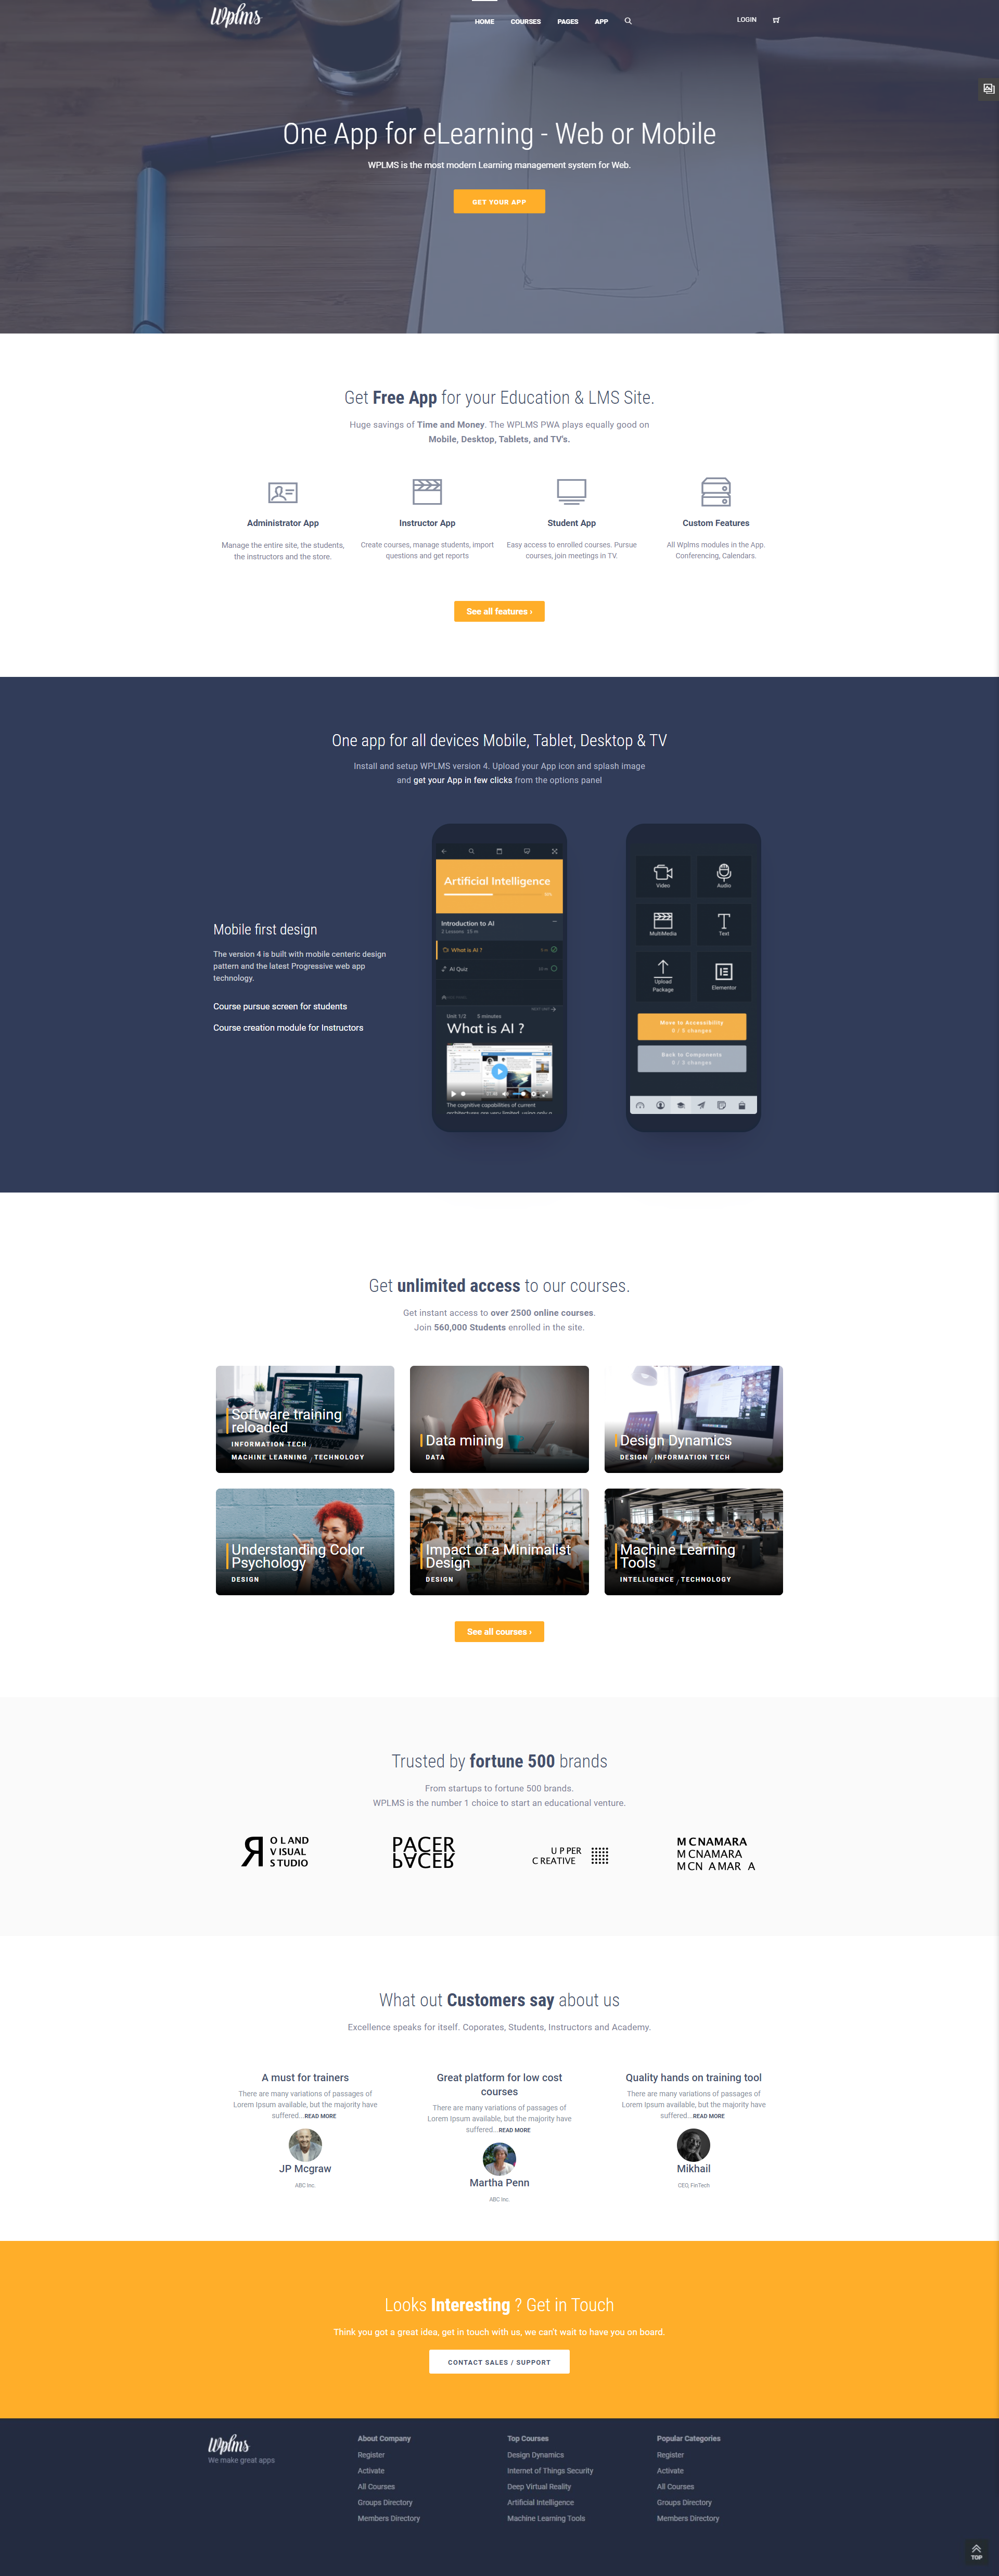 Wplms
HOME
COURSES
PAGES
APP
LOGIN
One App for eLearning - Web or Mobile
WPLMS is the most modern Learning management system for Web.
GET YOUR APP
Get Free App for your Education & LMS Site.
Huge savings of Time and Money. The WPLMS PWA plays equally good on
Mobile, Desktop, Tablets, and TV's.
Administrator App
Manage the entire site, the students,
the instructors and the store.
Instructor App
Create courses, manage students, import
questions and get reports
Student App
Easy access to enrolled courses. Pursue
courses, join meetings in TV.
Custom Features
All Wplms modules in the App.
Conferencing, Calendars.
See all features ›
One app for all devices Mobile, Tablet, Desktop & TV
Install and setup WPLMS version 4. Upload your App icon and splash image
and get your App in few clicks from the options panel
Mobile first design
The version 4 is built with mobile centeric design
pattern and the latest Progressive web app
technology.
Course pursue screen for students
Course creation module for Instructors
Artificial Intelligence
Introduction to AI
2 Lessons 10 m
What is AI ?
AI Quiz
Unit 1/2 5 minutes
What is AI ?
The cognitive capabilities of current
architectures are very limited, using only a
Video
Audio
MultiMedia
Text
Upload
Package
Elementor
Move to Accessibility
0 / 5 changes
Back to Components
0 / 3 changes
Get unlimited access to our courses.
Get instant access to over 2500 online courses.
Join 560,000 Students enrolled in the site.
Software training
reloaded
INFORMATION TECH
MACHINE LEARNING / TECHNOLOGY
Data mining
DATA
Design Dynamics
DESIGN / INFORMATION TECH
Understanding Color
Psychology
DESIGN
Impact of a Minimalist
Design
DESIGN
Machine Learning
Tools
INTELLIGENCE / TECHNOLOGY
See all courses ›
Trusted by fortune 500 brands
From startups to fortune 500 brands.
WPLMS is the number 1 choice to start an educational venture.
ROLAND
VISUAL
STUDIO
PACER
PACER
UPPER
CREATIVE
MCNAMARA
MCNAMARA
MCN AMAR A
What out Customers say about us
Excellence speaks for itself. Coporates, Students, Instructors and Academy.
A must for trainers
There are many variations of passages of
Lorem Ipsum available, but the majority have
suffered...READ MORE
JP Mcgraw
ABC Inc.
Great platform for low cost
courses
There are many variations of passages of
Lorem Ipsum available, but the majority have
suffered...READ MORE
Martha Penn
ABC Inc.
Quality hands on training tool
There are many variations of passages of
Lorem Ipsum available, but the majority have
suffered...READ MORE
Mikhail
CEO, FinTech
Looks Interesting ? Get in Touch
Think you got a great idea, get in touch with us, we can't wait to have you on board.
CONTACT SALES / SUPPORT
Wplms
We make great apps
About Company
Register
Activate
All Courses
Groups Directory
Members Directory
Top Courses
Design Dynamics
Internet of Things Security
Deep Virtual Reality
Artificial Intelligence
Machine Learning Tools
Popular Categories
Register
Activate
All Courses
Groups Directory
Members Directory
TOP